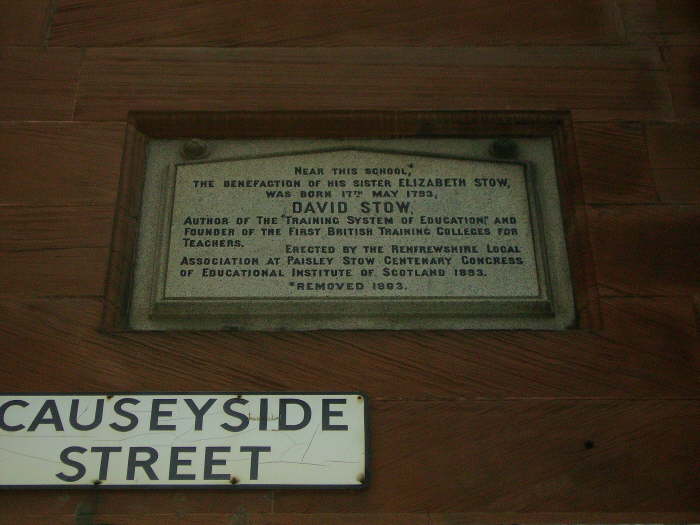 NEAR THIS SCHOOL,*
THE BENEFACTION OF HIS SISTER ELIZABETH STOW,
WAS BORN 17TH MAY 1793,
DAVID STOW,
AUTHOR OF THE "TRAINING SYSTEM OF EDUCATION," AND
FOUNDER OF THE FIRST BRITISH TRAINING COLLEGES FOR
TEACHERS. ERECTED BY THE RENFREWSHIRE LOCAL
ASSOCIATION AT PAISLEY STOW CENTENARY CONGRESS
OF EDUCATIONAL INSTITUTE OF SCOTLAND 1893.
*REMOVED 1893.
CAUSEYSIDE
STREET